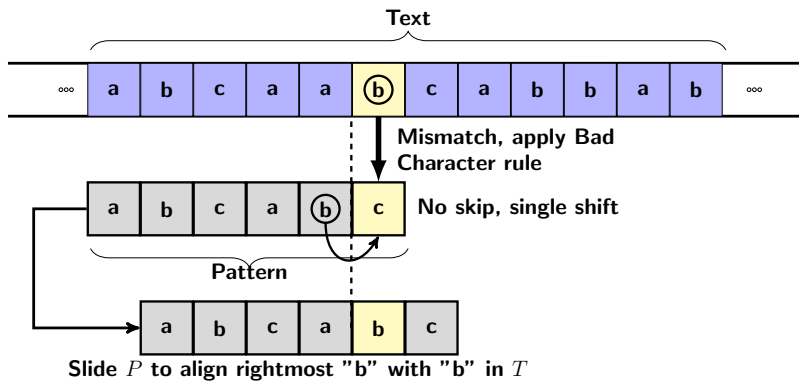 Text
°°° a b c a a b c a b b a b °°°
Mismatch, apply Bad
Character rule
a b c a b c No skip, single shift
Pattern
a b c a b c
Slide P to align rightmost ”b” with ”b” in T